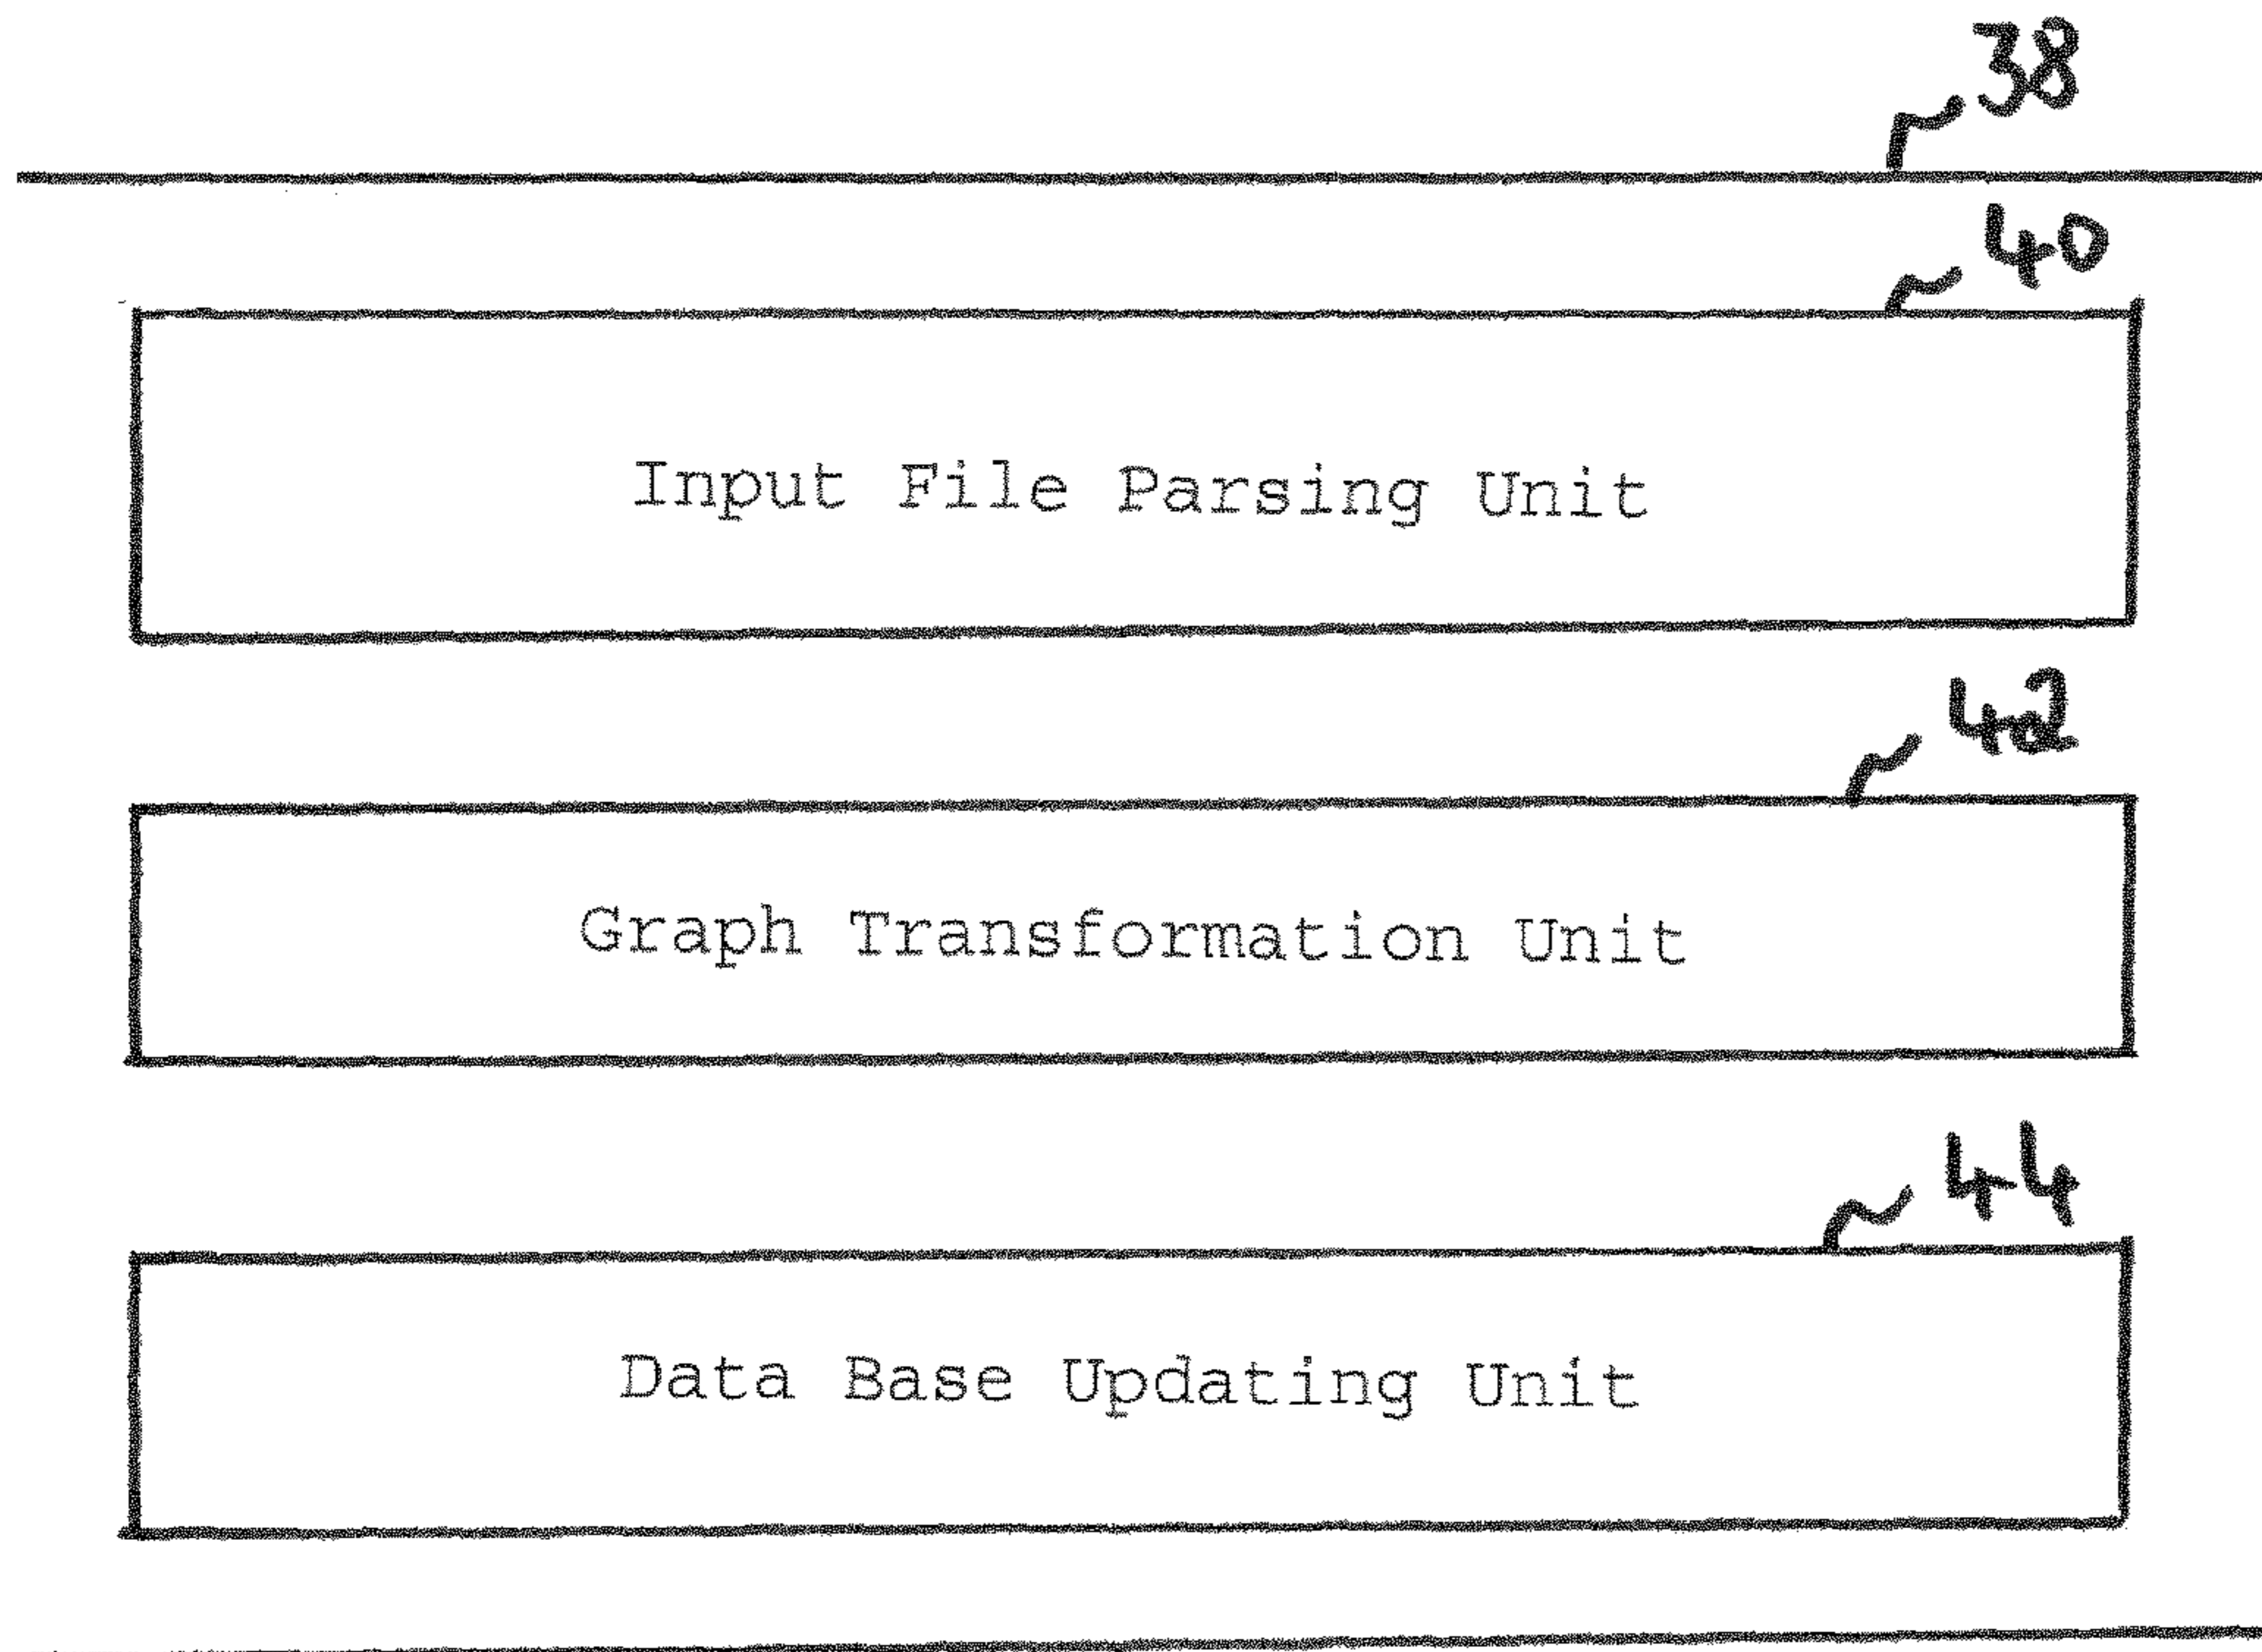 38
40
Input File Parsing Unit
42
Graph Transformation Unit
44
Data Base Updating Unit